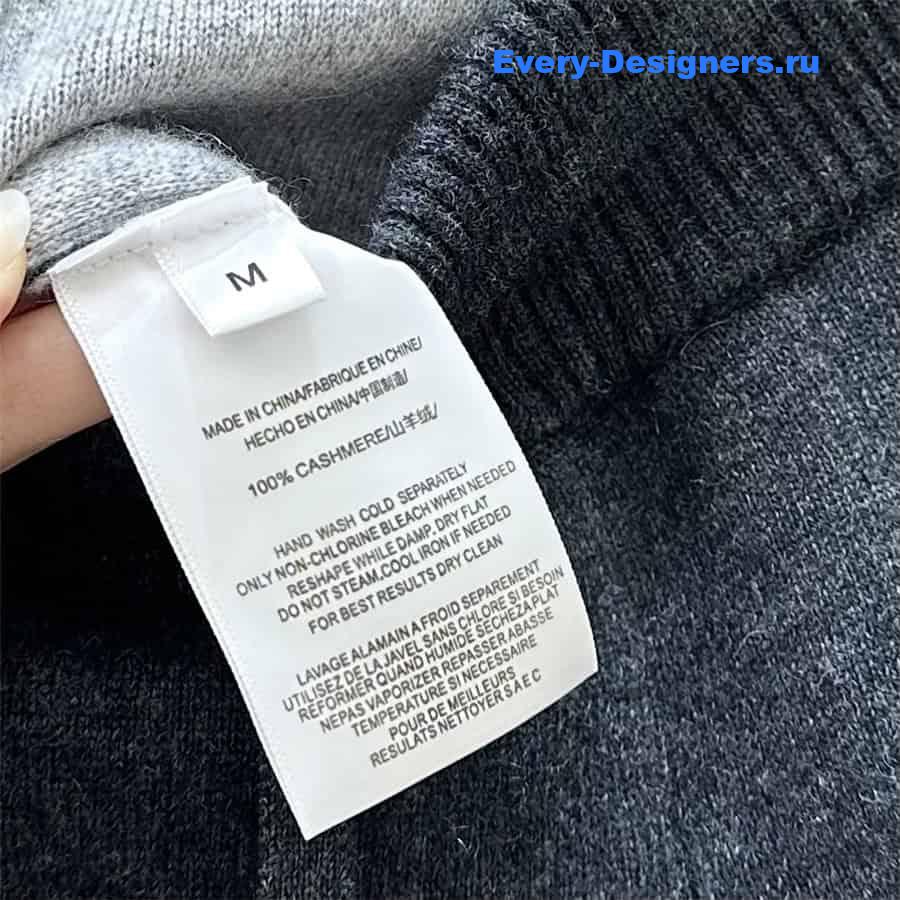 Every-Designers.ru
M
MADE IN CHINA/FABRIQUE EN CHINE/
HECHO EN CHINA/中国制造/
100% CASHMERE/山羊绒/
HAND WASH COLD SEPARATELY
ONLY NON-CHLORINE BLEACH WHEN NEEDED
RESHAPE WHILE DAMP.DRY FLAT
DO NOT STEAM.COOL IRON IF NEEDED
FOR BEST RESULTS DRY CLEAN
LAVAGE ALAMAIN A FROID SEPAREMENT
UTILISEZ DE LA JAVEL SANS CHLORE SI BESOIN
REFORMER QUAND HUMIDE SECHEZA PLAT
NEPAS VAPORIZER REPASSER ABASSE
TEMPERATURE SI NECESSAIRE
POUR DE MEILLEURS
RESULATS NETTOYER S A E C